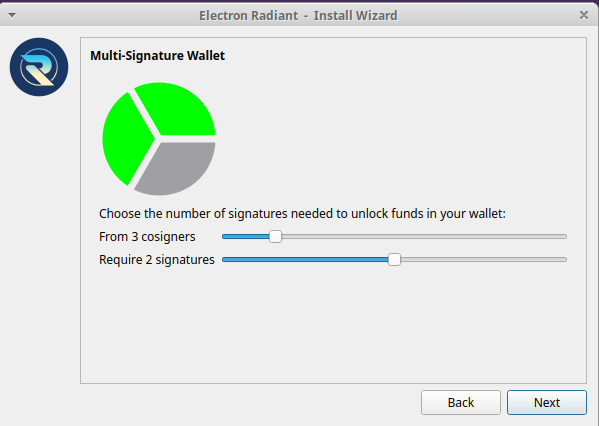 Electron Radiant - Install Wizard
Multi-Signature Wallet
Choose the number of signatures needed to unlock funds in your wallet:
From 3 cosigners
Require 2 signatures
Back
Next